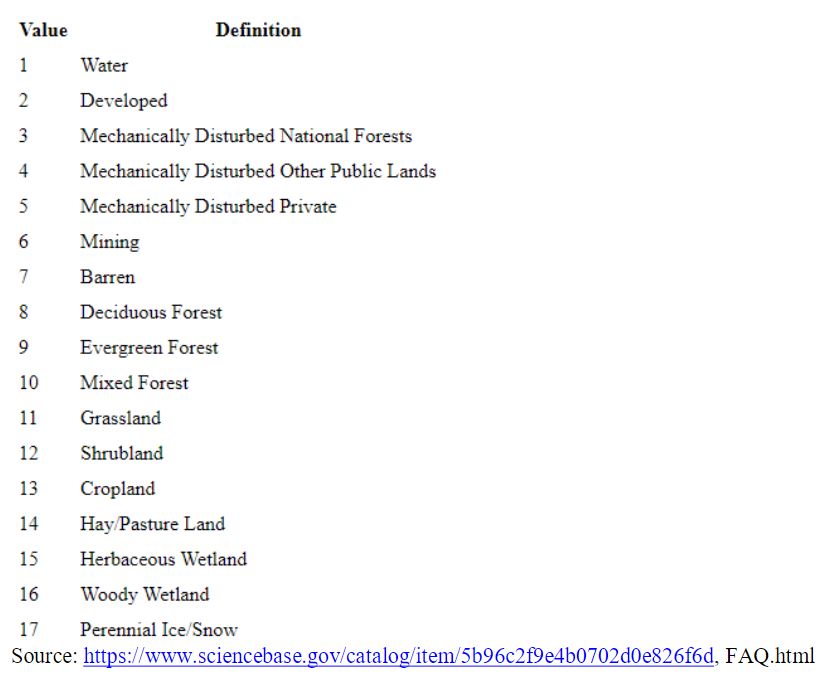 Value Definition
1 Water
2 Developed
3 Mechanically Disturbed National Forests
4 Mechanically Disturbed Other Public Lands
5 Mechanically Disturbed Private
6 Mining
7 Barren
8 Deciduous Forest
9 Evergreen Forest
10 Mixed Forest
11 Grassland
12 Shrubland
13 Cropland
14 Hay/Pasture Land
15 Herbaceous Wetland
16 Woody Wetland
17 Perennial Ice/Snow
Source: https://www.sciencebase.gov/catalog/item/5b96c2f9e4b0702d0e826f6d, FAQ.html